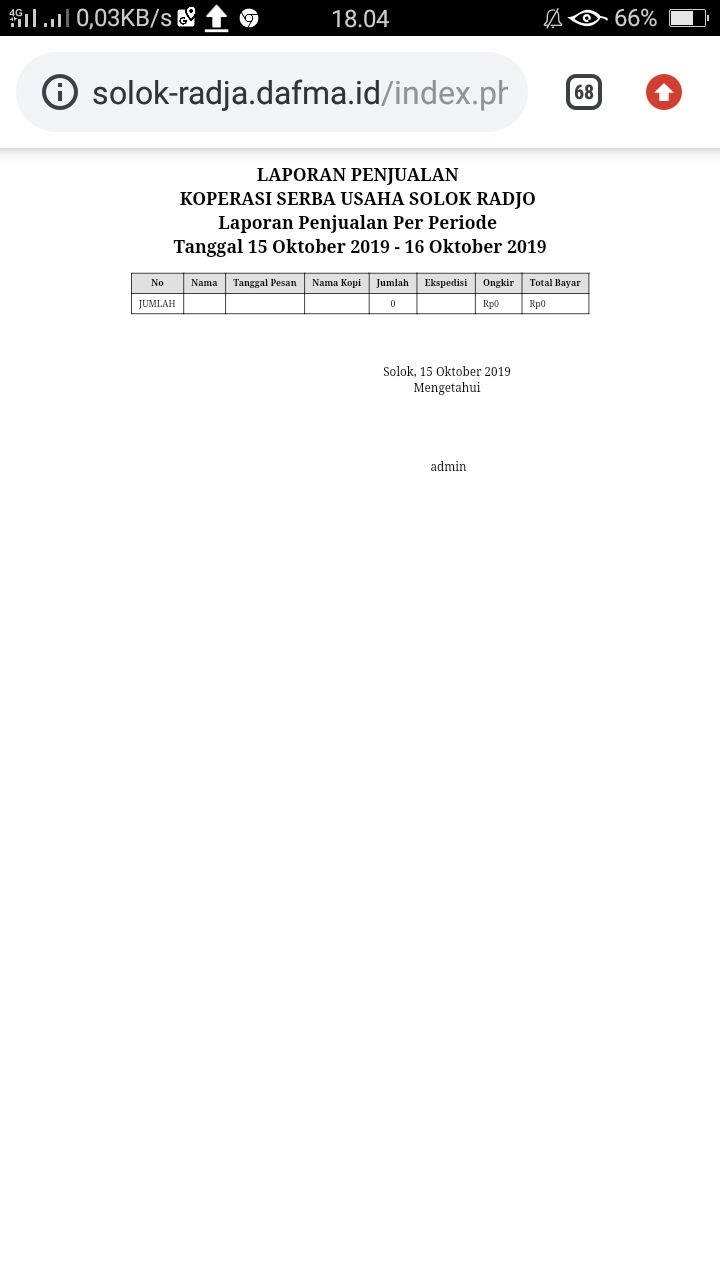 4G 0,03KB/s 18.04 66%
solok-radja.dafma.id/index.ph 68
LAPORAN PENJUALAN
KOPERASI SERBA USAHA SOLOK RADJO
Laporan Penjualan Per Periode
Tanggal 15 Oktober 2019 - 16 Oktober 2019
No Nama Tanggal Pesan Nama Kopi Jumlah Ekspedisi Ongkir Total Bayar
JUMLAH 0 Rp0 Rp0
Solok, 15 Oktober 2019
Mengetahui
admin